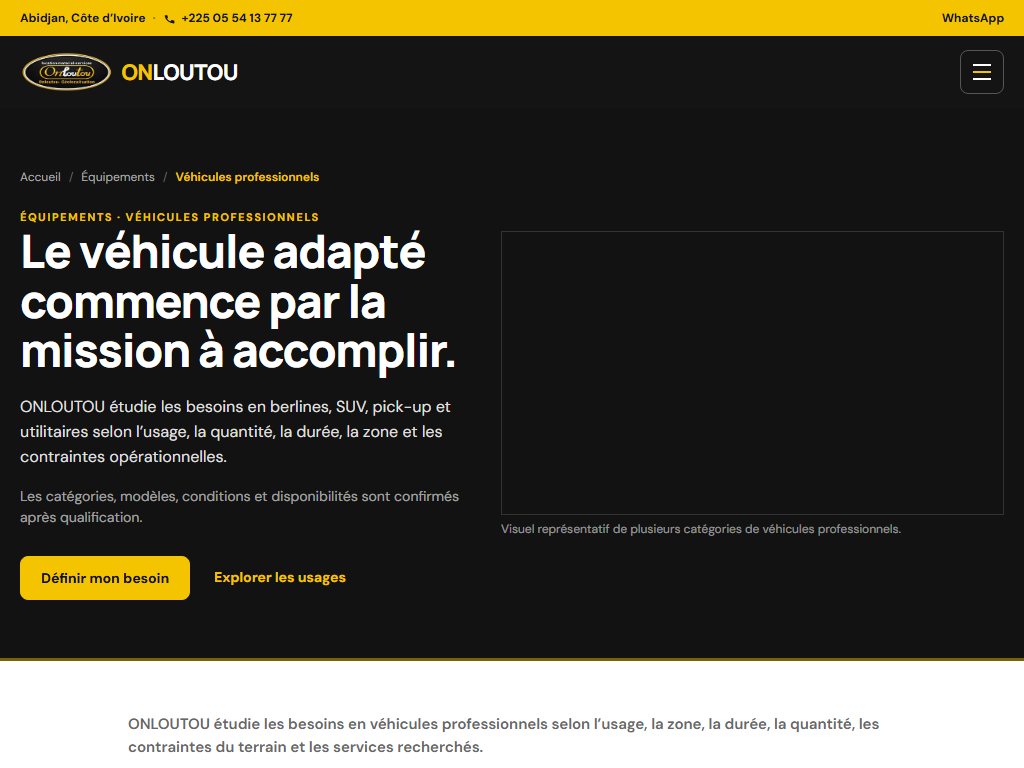 Abidjan, Côte d’Ivoire · +225 05 54 13 77 77
WhatsApp
Onloutou
ONLOUTOU
Accueil / Équipements / Véhicules professionnels
ÉQUIPEMENTS · VÉHICULES PROFESSIONNELS
Le véhicule adapté
commence par la
mission à accomplir.
ONLOUTOU étudie les besoins en berlines, SUV, pick-up et
utilitaires selon l’usage, la quantité, la durée, la zone et les
contraintes opérationnelles.
Les catégories, modèles, conditions et disponibilités sont confirmés
après qualification.
Définir mon besoin
Explorer les usages
Visuel représentatif de plusieurs catégories de véhicules professionnels.
ONLOUTOU étudie les besoins en véhicules professionnels selon l’usage, la zone, la durée, la quantité, les
contraintes du terrain et les services recherchés.